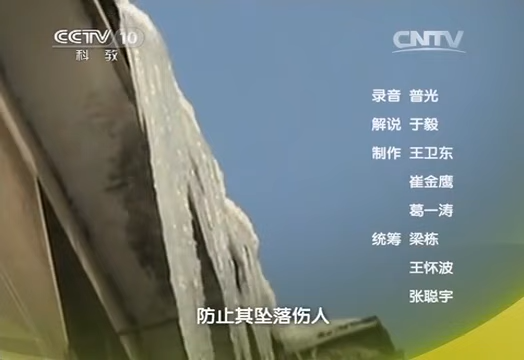 CCTV 10
科教
CNTV
录音 普光
解说 于毅
制作 王卫东
崔金鹰
葛一涛
统筹 梁栋
王怀波
张聪宇
防止其坠落伤人